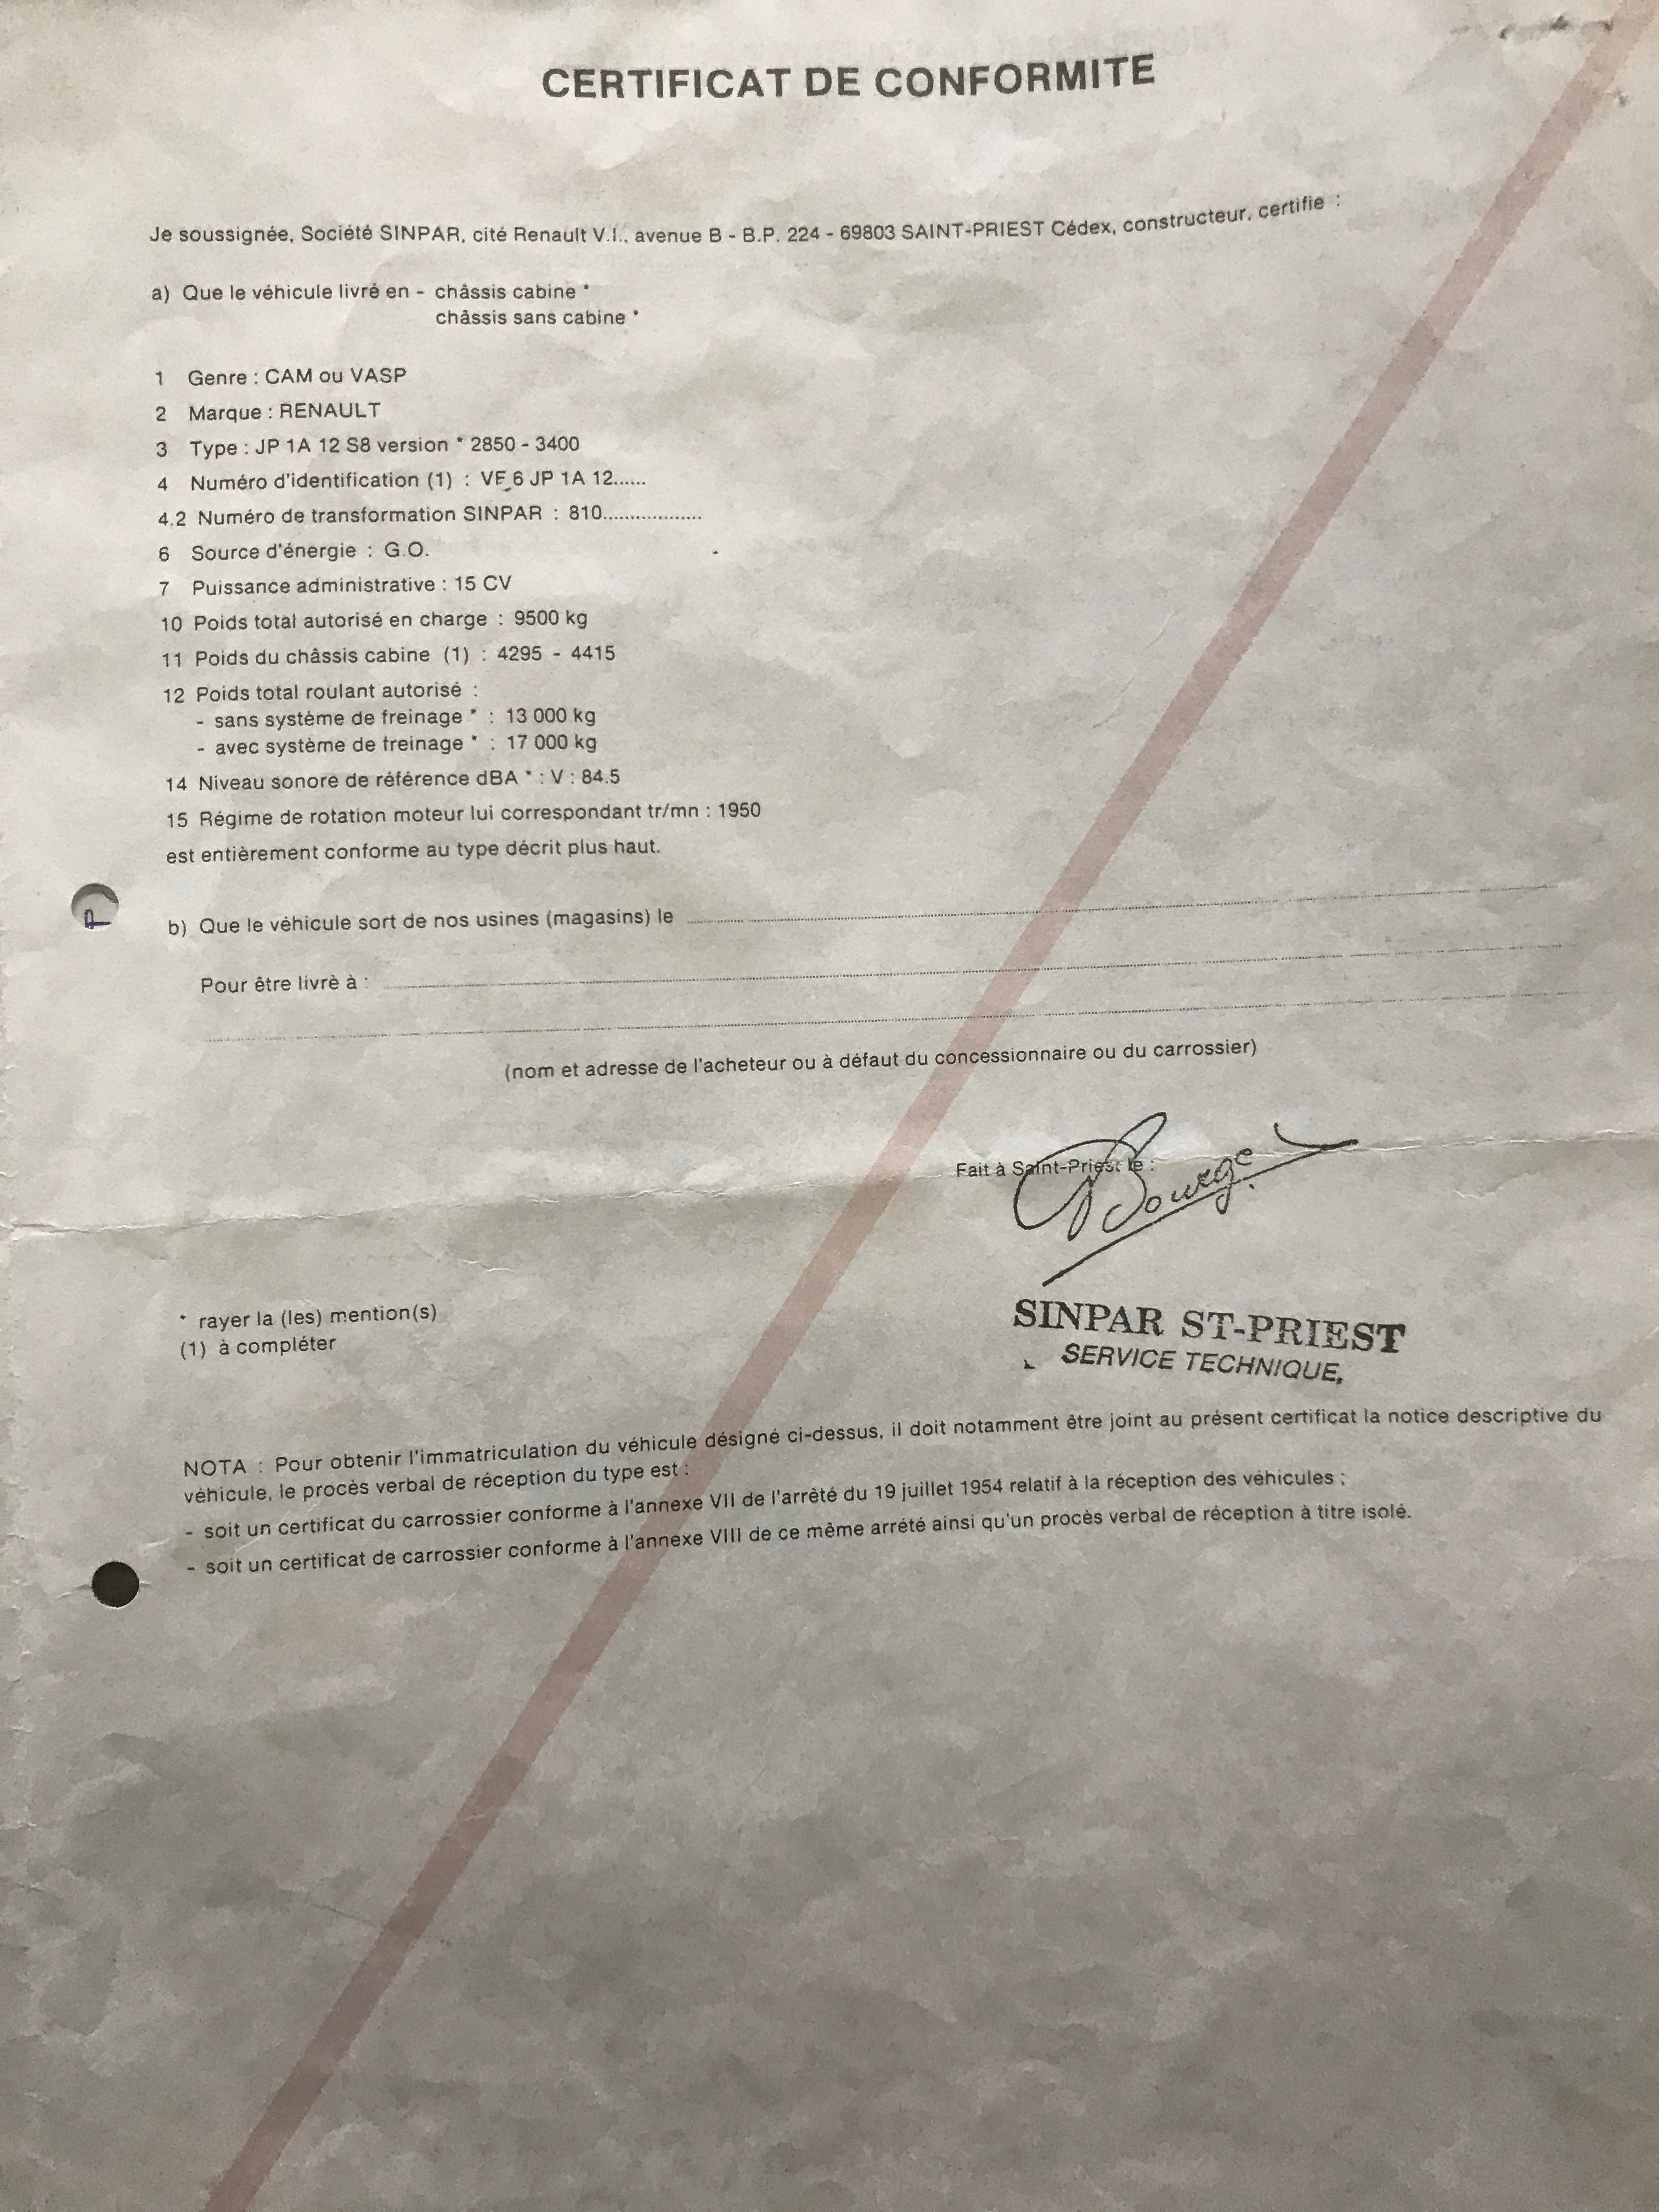 CERTIFICAT DE CONFORMITE
Je soussignée, Société SINPAR, cité Renault V.I., avenue B - B.P. 224 - 69803 SAINT-PRIEST Cédex, constructeur, certifie :
a) Que le véhicule livré en - châssis cabine *
châssis sans cabine *
1 Genre : CAM ou VASP
2 Marque : RENAULT
3 Type : JP 1A 12 S8 version * 2850 - 3400
4 Numéro d'identification (1) : VF 6 JP 1A 12......
4.2 Numéro de transformation SINPAR : 810..................
6 Source d'énergie : G.O.
7 Puissance administrative : 15 CV
10 Poids total autorisé en charge : 9500 kg
11 Poids du châssis cabine (1) : 4295 - 4415
12 Poids total roulant autorisé :
- sans système de freinage * : 13 000 kg
- avec système de freinage * : 17 000 kg
14 Niveau sonore de référence dBA * : V : 84.5
15 Régime de rotation moteur lui correspondant tr/mn : 1950
est entièrement conforme au type décrit plus haut.
b) Que le véhicule sort de nos usines (magasins) le
Pour être livrè à :
(nom et adresse de l'acheteur ou à défaut du concessionnaire ou du carrossier)
Fait à Saint-Priest le :
* rayer la (les) mention(s)
(1) à compléter
SINPAR ST-PRIEST
SERVICE TECHNIQUE,
NOTA : Pour obtenir l'immatriculation du véhicule désigné ci-dessus, il doit notamment être joint au présent certificat la notice descriptive du
véhicule, le procès verbal de réception du type est :
- soit un certificat du carrossier conforme à l'annexe VII de l'arrêté du 19 juillet 1954 relatif à la réception des véhicules ;
- soit un certificat de carrossier conforme à l'annexe VIII de ce même arrété ainsi qu'un procès verbal de réception à titre isolé.